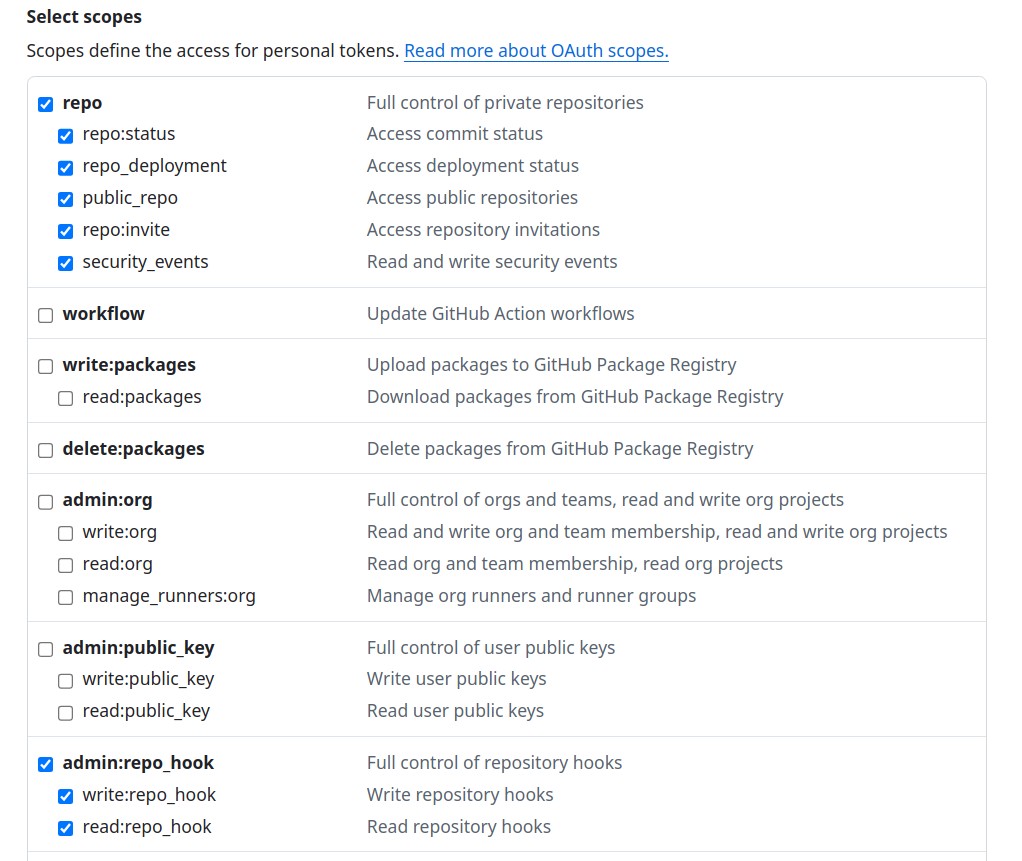 Select scopes
Scopes define the access for personal tokens. Read more about OAuth scopes.
repo Full control of private repositories
repo:status Access commit status
repo_deployment Access deployment status
public_repo Access public repositories
repo:invite Access repository invitations
security_events Read and write security events
workflow Update GitHub Action workflows
write:packages Upload packages to GitHub Package Registry
read:packages Download packages from GitHub Package Registry
delete:packages Delete packages from GitHub Package Registry
admin:org Full control of orgs and teams, read and write org projects
write:org Read and write org and team membership, read and write org projects
read:org Read org and team membership, read org projects
manage_runners:org Manage org runners and runner groups
admin:public_key Full control of user public keys
write:public_key Write user public keys
read:public_key Read user public keys
admin:repo_hook Full control of repository hooks
write:repo_hook Write repository hooks
read:repo_hook Read repository hooks